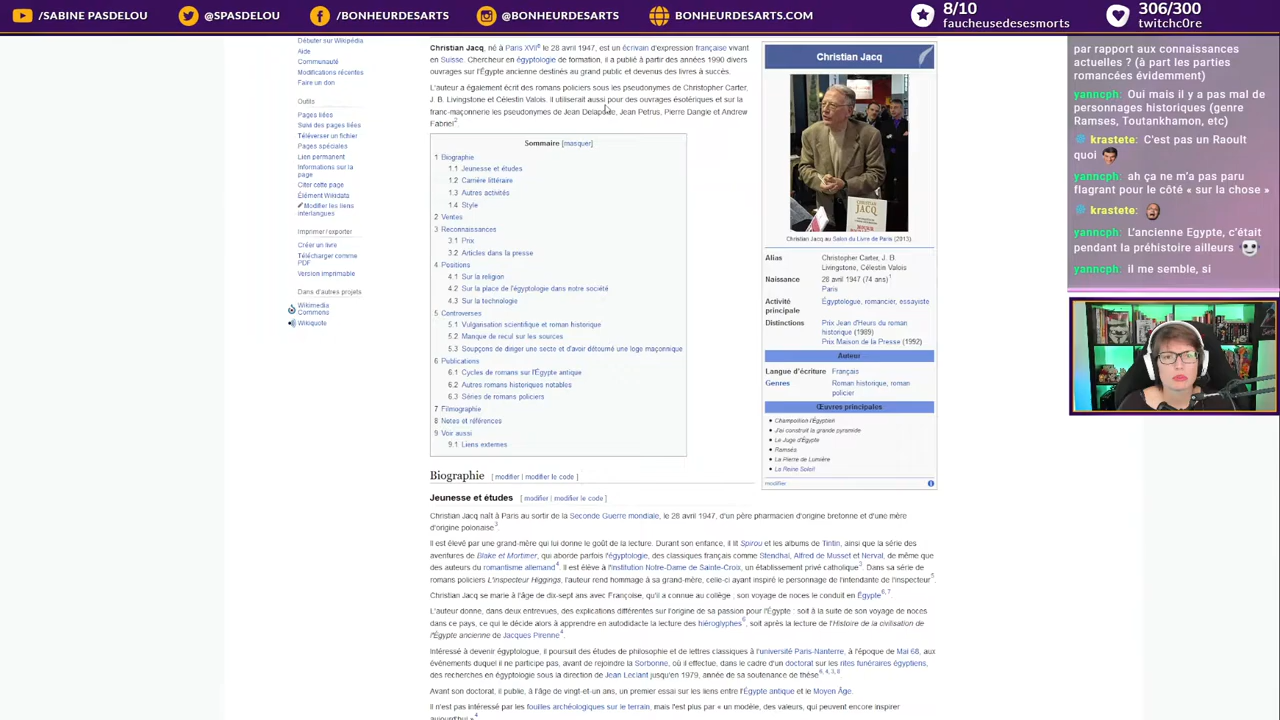 /SABINE PASDELOU
@SPASDELOU
/BONHEURDESARTS
@BONHEURDESARTS
BONHEURDESARTS.COM
8/10
faucheusedesesmorts
306/300
twitchc0re
Débuter sur Wikipédia
Aide
Communauté
Modifications récentes
Faire un don
Outils
Pages liées
Suivi des pages liées
Téléverser un fichier
Pages spéciales
Lien permanent
Informations sur la
page
Citer cette page
Élément Wikidata
Modifier les liens
interlangues
Imprimer / exporter
Créer un livre
Télécharger comme
PDF
Version imprimable
Dans d'autres projets
Wikimedia
Commons
Wikiquote
Christian Jacq, né à Paris XVIIe le 28 avril 1947, est un écrivain d'expression française vivant
en Suisse. Chercheur en égyptologie de formation, il a publié à partir des années 1990 divers
ouvrages sur l'Égypte ancienne destinés au grand public et devenus des livres à succès.
L'auteur a également écrit des romans policiers sous les pseudonymes de Christopher Carter,
J. B. Livingstone et Célestin Valois. Il utiliserait aussi pour des ouvrages ésotériques et sur la
franc-maçonnerie les pseudonymes de Jean Delaporte, Jean Petrus, Pierre Dangle et Andrew
Fabriel2.
Sommaire [masquer]
1 Biographie
1.1 Jeunesse et études
1.2 Carrière littéraire
1.3 Autres activités
1.4 Style
2 Ventes
3 Reconnaissances
3.1 Prix
3.2 Articles dans la presse
4 Positions
4.1 Sur la religion
4.2 Sur la place de l'égyptologie dans notre société
4.3 Sur la technologie
5 Controverses
5.1 Vulgarisation scientifique et roman historique
5.2 Manque de recul sur les sources
5.3 Soupçons de diriger une secte et d'avoir détourné une loge maçonnique
6 Publications
6.1 Cycles de romans sur l'Égypte antique
6.2 Autres romans historiques notables
6.3 Séries de romans policiers
7 Filmographie
8 Notes et références
9 Voir aussi
9.1 Liens externes
Biographie [ modifier | modifier le code ]
Jeunesse et études [ modifier | modifier le code ]
Christian Jacq naît à Paris au sortir de la Seconde Guerre mondiale, le 28 avril 1947, d'un père pharmacien d'origine bretonne et d'une mère
d'origine polonaise3.
Il est élevé par une grand-mère qui lui donne le goût de la lecture. Durant son enfance, il lit Spirou et les albums de Tintin, ainsi que la série des
aventures de Blake et Mortimer, qui aborde parfois l'égyptologie, des classiques français comme Stendhal, Alfred de Musset et Nerval, de même que
des auteurs du romantisme allemand4. Il est élève à l'institution Notre-Dame de Sainte-Croix, un établissement privé catholique3. Dans sa série de
romans policiers L'inspecteur Higgings, l'auteur rend hommage à sa grand-mère, celle-ci ayant inspiré le personnage de l'intendante de l'inspecteur5.
Christian Jacq se marie à l'âge de dix-sept ans avec Françoise, qu'il a connue au collège ; son voyage de noces le conduit en Égypte6,7.
L'auteur donne, dans deux entrevues, des explications différentes sur l'origine de sa passion pour l'Égypte : soit à la suite de son voyage de noces
dans ce pays, ce qui le décide alors à apprendre en autodidacte la lecture des hiéroglyphes6, soit après la lecture de l'Histoire de la civilisation de
l'Égypte ancienne de Jacques Pirenne4.
Intéressé à devenir égyptologue, il poursuit des études de philosophie et de lettres classiques à l'université Paris-Nanterre, à l'époque de Mai 68, aux
événements duquel il ne participe pas, avant de rejoindre la Sorbonne, où il effectue, dans le cadre d'un doctorat sur les rites funéraires égyptiens,
des recherches en égyptologie sous la direction de Jean Leclant jusqu'en 1979, année de sa soutenance de thèse6,4,3,8.
Avant son doctorat, il publie, à l'âge de vingt-et-un ans, un premier essai sur les liens entre l'Égypte antique et le Moyen Âge.
Il n'est pas intéressé par les fouilles archéologiques sur le terrain, mais l'est plus par « un modèle, des valeurs, qui peuvent encore inspirer
aujourd'hui »4
Christian Jacq
CHRISTIAN
JACQ
Christian Jacq au Salon du Livre de Paris (2013).
Alias Christopher Carter, J. B.
Livingstone, Célestin Valois
Naissance 28 avril 1947 (74 ans)1
Paris
Activité
principale Égyptologue, romancier, essayiste
Distinctions Prix Jean d'Heurs du roman
historique (1989)
Prix Maison de la Presse (1992)
Auteur
Langue d'écriture Français
Genres Roman historique, roman
policier
Œuvres principales
Champollion l'Égyptien
J'ai construit la grande pyramide
Le Juge d'Égypte
Ramsès
La Pierre de Lumière
La Reine Soleil
modifier
par rapport aux connaissances
actuelles ? (à part les parties
romancées évidement)
yanncph: Oui mais il y a pas mal de
personnages historiques (genre
Ramses, Toutankhamon, etc)
krastete: C'est pas Raoult
quoi
yanncph: ah ça ne m'a pas paru
flagrant pour le côté « sur la chose »
krastete:
yanncph: L'ancienne Egypte, c'était
pendant la préhistoire ailleurs
yanncph: il me semble, si